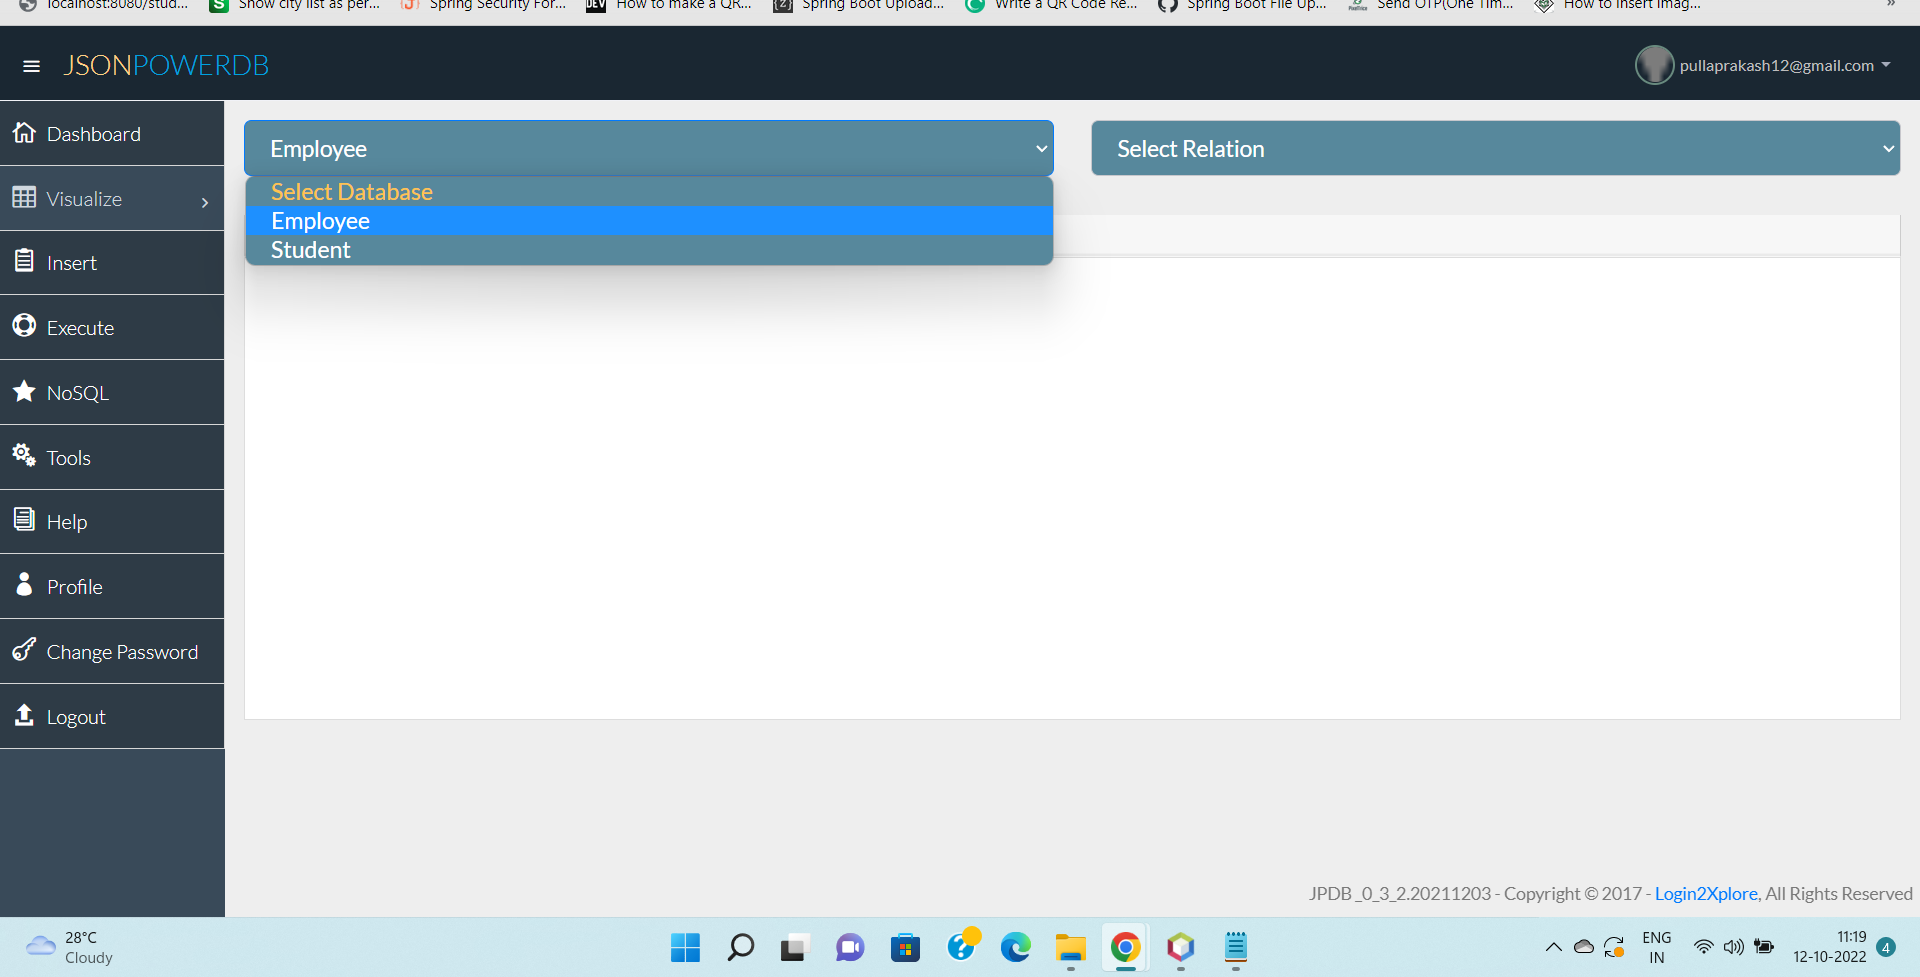 localhost:8080/stud... Show city list as per... Spring Security For... DEV How to make a QR... {z} Spring Boot Upload... Write a QR Code Re... Spring Boot File Up... Send OTP(One Tim... How to insert imag... »
JSONPOWERDB
pullaprakash12@gmail.com
Dashboard
Visualize
Insert
Execute
NoSQL
Tools
Help
Profile
Change Password
Logout
Employee
Select Relation
Select Database
Employee
Student
JPDB_0_3_2.20211203 - Copyright © 2017 - Login2Xplore, All Rights Reserved
28°C
Cloudy
ENG
IN
11:19
12-10-2022
4